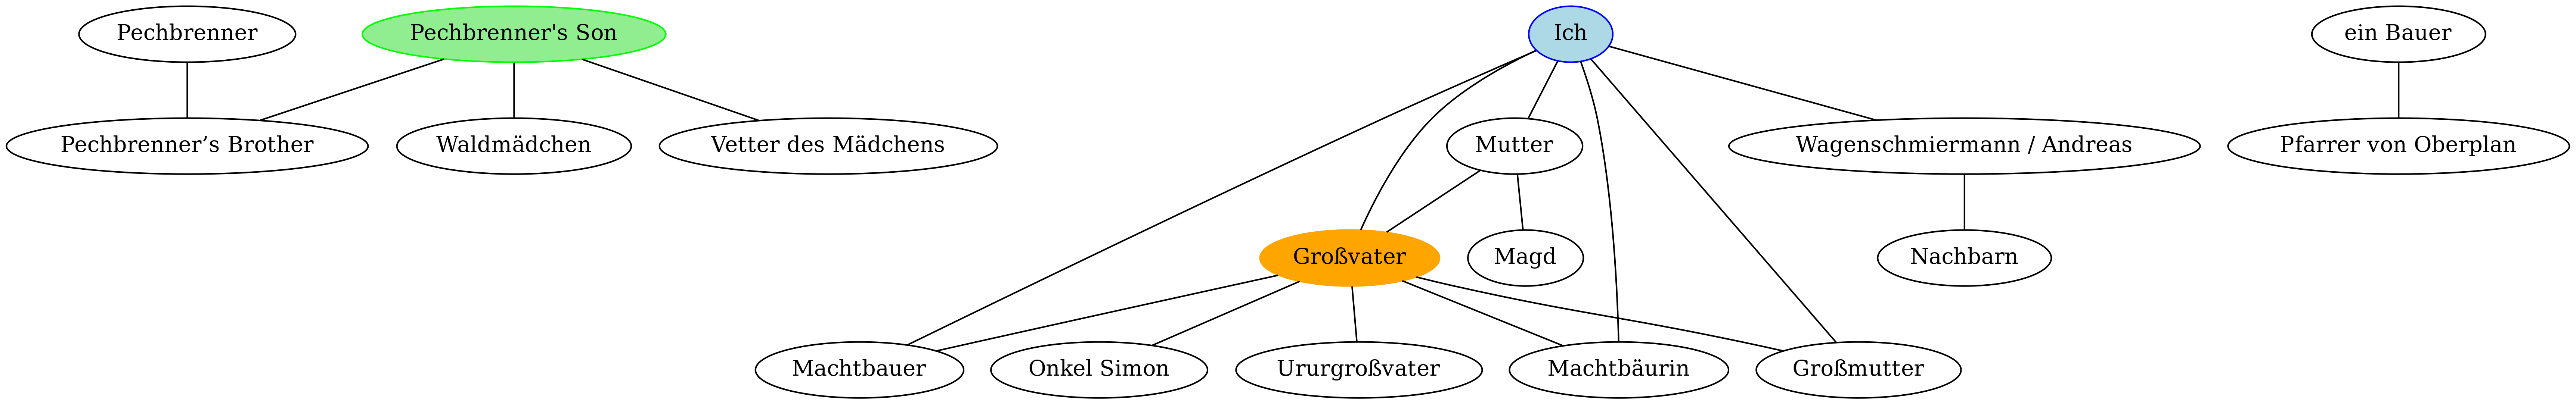 Pechbrenner
Pechbrenner's Son
Ich
ein Bauer
Pechbrenner’s Brother
Waldmädchen
Vetter des Mädchens
Mutter
Wagenschmiermann / Andreas
Pfarrer von Oberplan
Großvater
Magd
Nachbarn
Machtbauer
Onkel Simon
Ururgroßvater
Machtbäurin
Großmutter